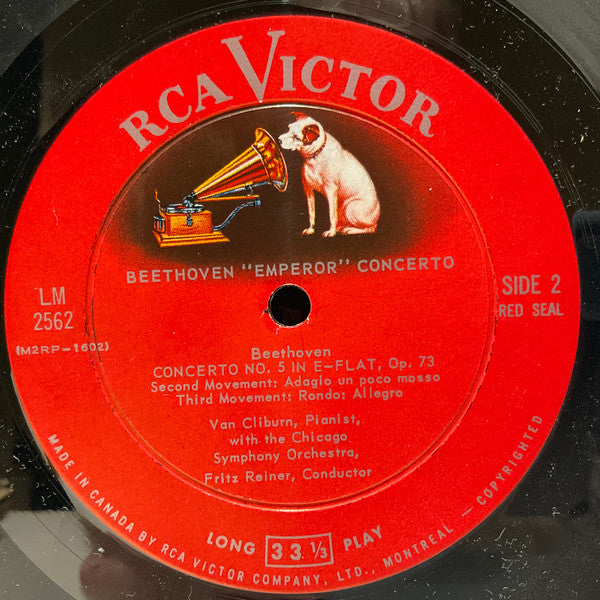 RCA VICTOR
BEETHOVEN "EMPEROR" CONCERTO
LM
2562
(M2RP-1602)
SIDE 2
RED SEAL
Beethoven
CONCERTO NO. 5 IN E-FLAT, Op. 73
Second Movement: Adagio un poco mosso
Third Movement: Rondo: Allegro
Van Cliburn, Pianist,
with the Chicago
Symphony Orchestra,
Fritz Reiner, Conductor
LONG 33 1/3 PLAY
MADE IN CANADA BY RCA VICTOR COMPANY, LTD., MONTREAL - COPYRIGHTED